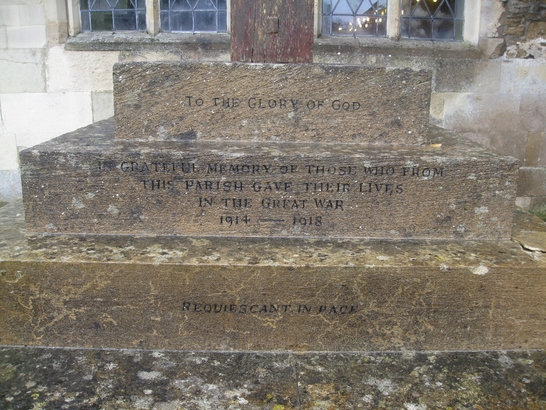 To the Glory of God
In grateful memory of those who from
this parish gave their lives
in the Great War
1914 — 1918
Requiescant in pace